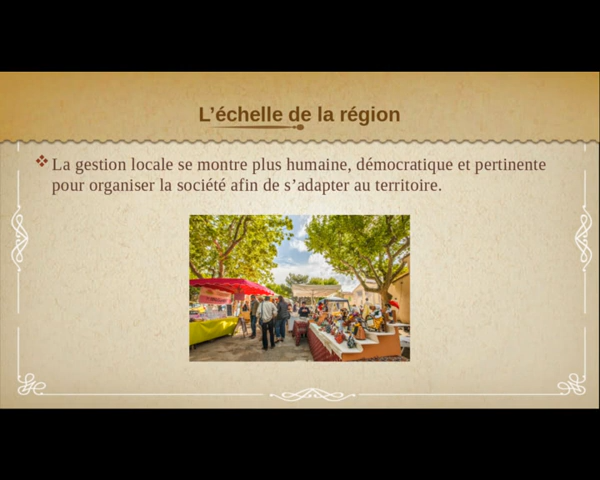 L’échelle de la région
La gestion locale se montre plus humaine, démocratique et pertinente
pour organiser la société afin de s’adapter au territoire.